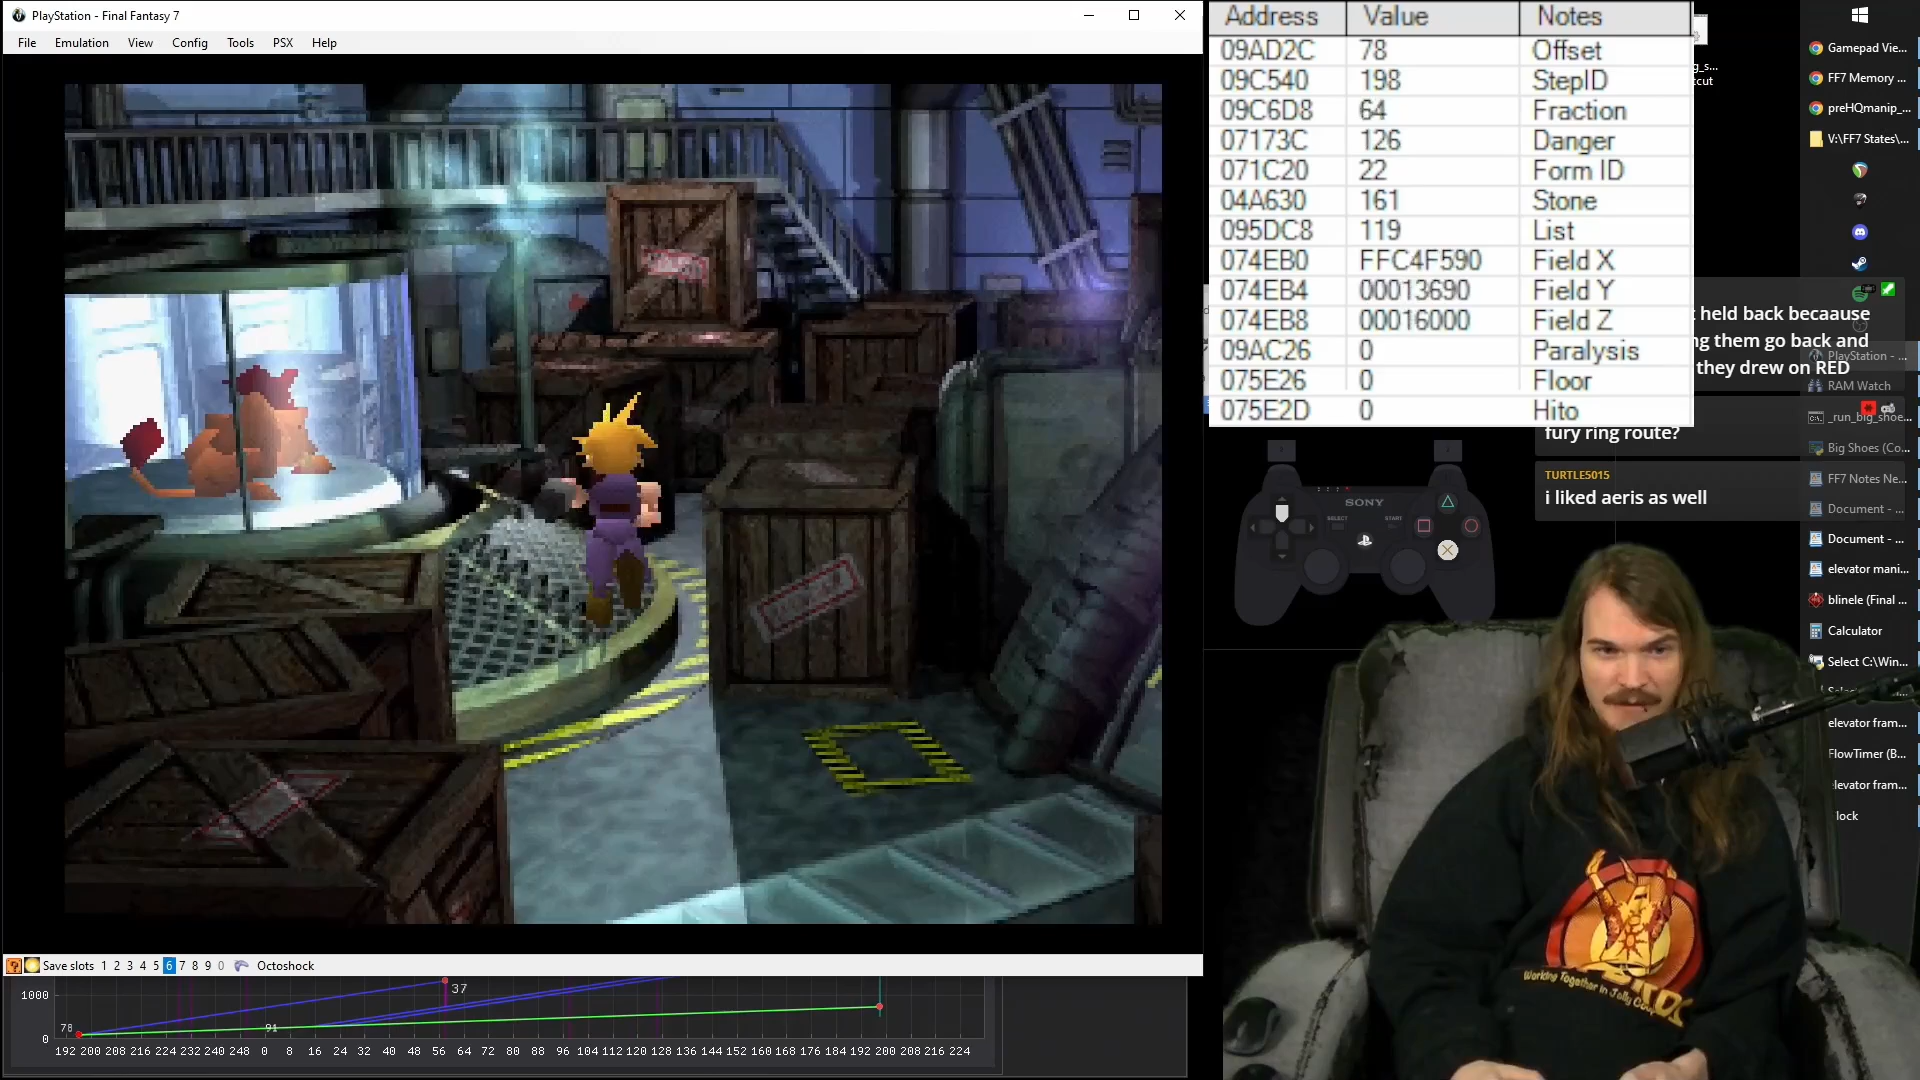 PlayStation - Final Fantasy 7
File Emulation View Config Tools PSX Help
Address Value Notes
09AD2C 78 Offset
09C540 198 StepID
09C6D8 64 Fraction
07173C 126 Danger
071C20 22 Form ID
04A630 161 Stone
095DC8 119 List
074EB0 FFC4F590 Field X
074EB4 00013690 Field Y
074EB8 00016000 Field Z
09AC26 0 Paralysis
075E26 0 Floor
075E2D 0 Hito
held back becaause
them go back and
they drew on RED
fury ring route?
TURTLE5015
i liked aeris as well
SONY
SELECT START
Gamepad Vie...
FF7 Memory ...
preHQmanip_...
V:\FF7 States\...
PlayStation - ...
RAM Watch
_run_big_shoe...
Big Shoes (Co...
FF7 Notes Ne...
Document - ...
Document - ...
elevator mani...
blinele (Final ...
Calculator
Select C:\Win...
elevator fram...
FlowTimer (B...
elevator fram...
lock
Working Together in Jolly
Save slots 1 2 3 4 5 6 7 8 9 0 Octoshock
1000
37
78
91
0
192 200 208 216 224 232 240 248 0 8 16 24 32 40 48 56 64 72 80 88 96 104 112 120 128 136 144 152 160 168 176 184 192 200 208 216 224